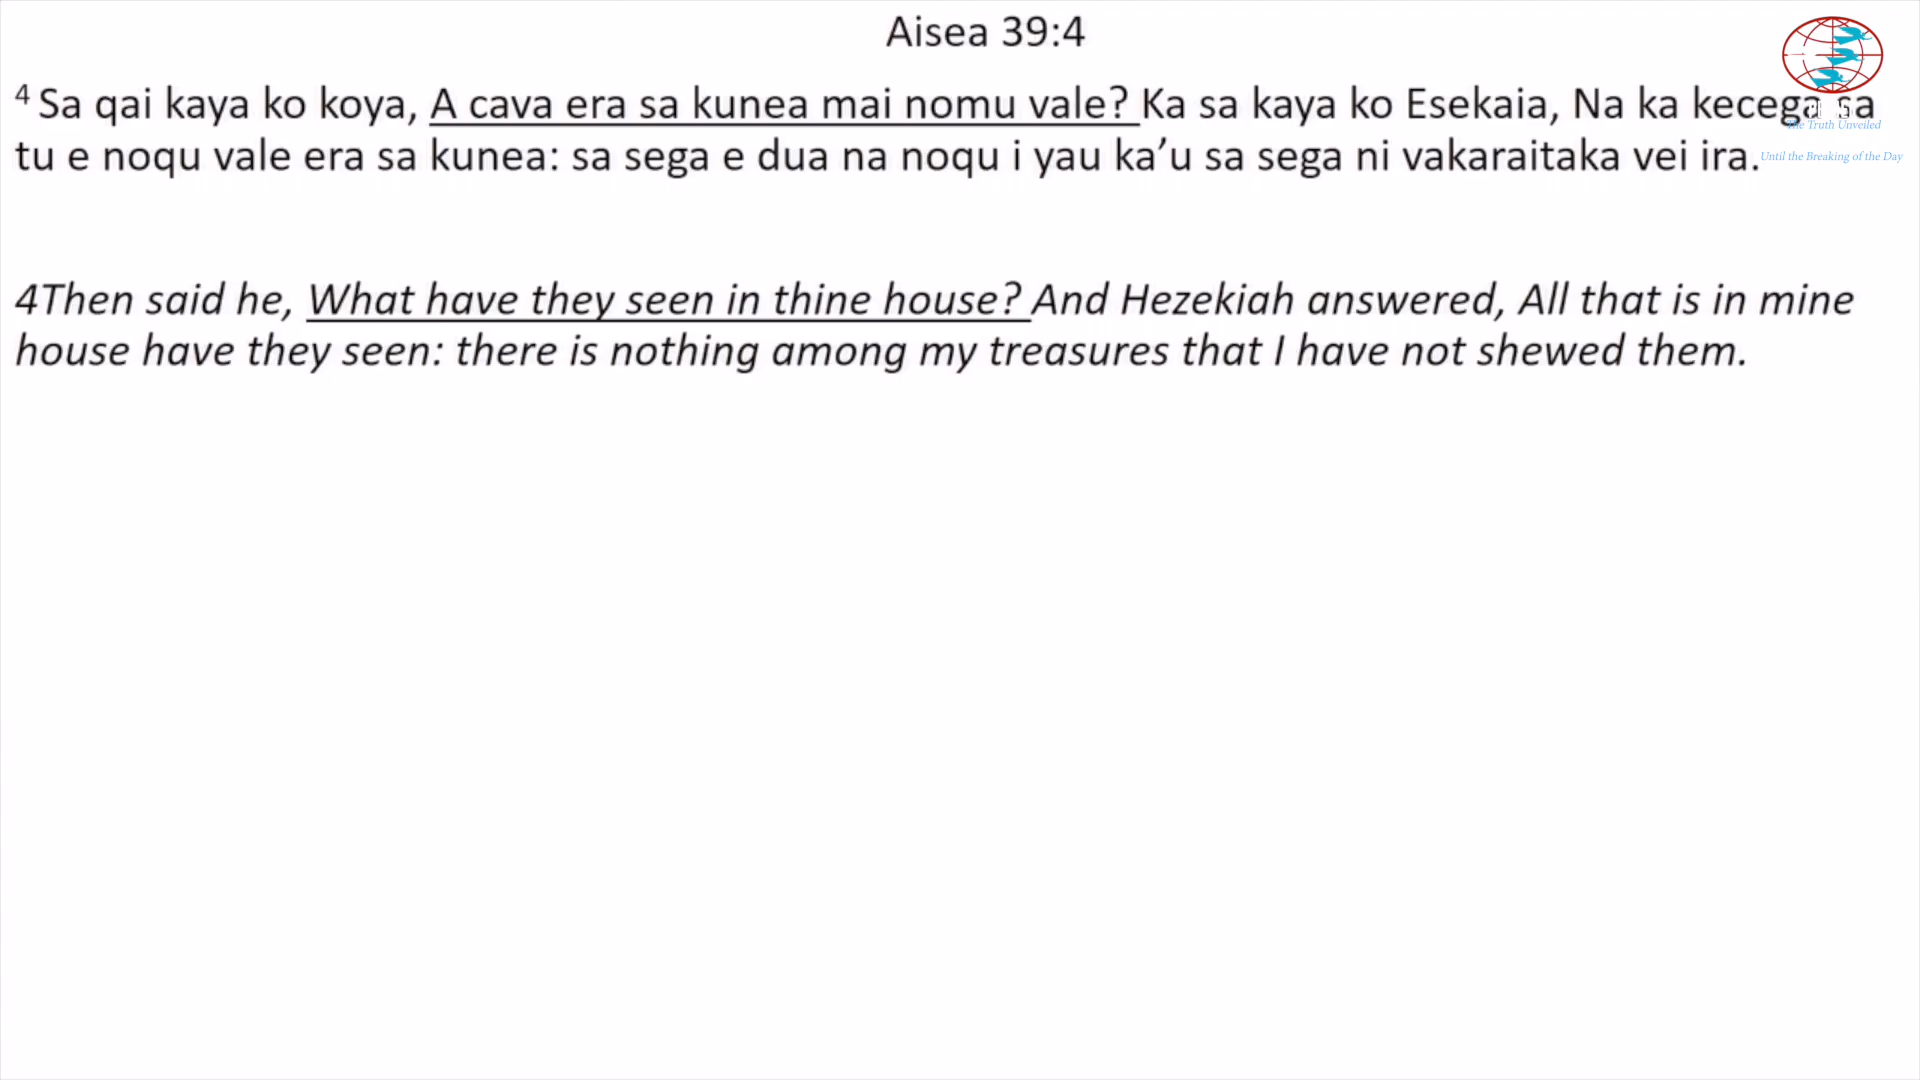 Aisea 39:4
4 Sa qai kaya ko koya, A cava era sa kunea mai nomu vale? Ka sa kaya ko Esekaia, Na ka kecega sa
The Truth Unveiled
tu e noqu vale era sa kunea: sa sega e dua na noqu i yau ka’u sa sega ni vakaraitaka vei ira.
Until the Breaking of the Day
4Then said he, What have they seen in thine house? And Hezekiah answered, All that is in mine
house have they seen: there is nothing among my treasures that I have not shewed them.